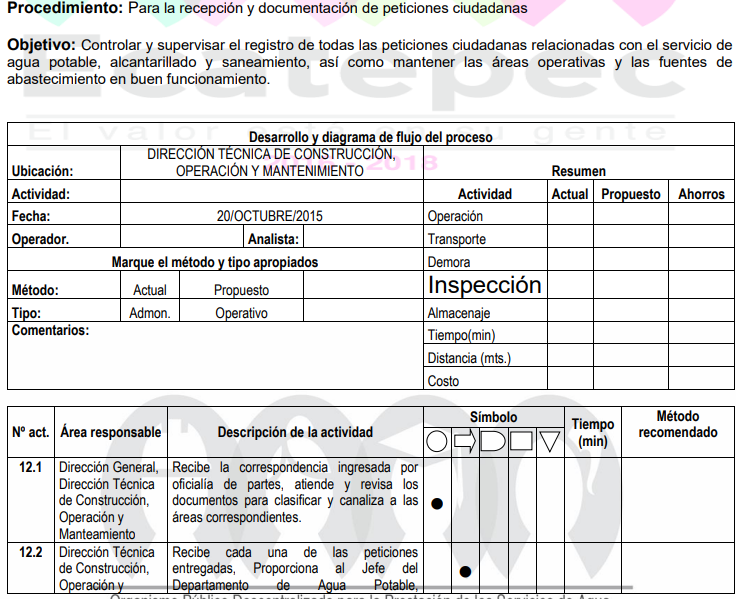 Procedimiento: Para la recepción y documentación de peticiones ciudadanas
Objetivo: Controlar y supervisar el registro de todas las peticiones ciudadanas relacionadas con el servicio de
agua potable, alcantarillado y saneamiento, así como mantener las áreas operativas y las fuentes de
abastecimiento en buen funcionamiento.
Ecatepec
El valor de su gente
2016 - 2018
Desarrollo y diagrama de flujo del proceso
Ubicación: DIRECCIÓN TÉCNICA DE CONSTRUCCIÓN,
OPERACIÓN Y MANTENIMIENTO Resumen
Actividad: Actividad Actual Propuesto Ahorros
Fecha: 20/OCTUBRE/2015 Operación
Operador. Analista: Transporte
Marque el método y tipo apropiados Demora
Método: Actual Propuesto Inspección
Tipo: Admon. Operativo Almacenaje
Comentarios: Tiempo(min)
Distancia (mts.)
Costo
Nº act. Área responsable Descripción de la actividad Símbolo Tiempo (min) Método recomendado
12.1 Dirección General, Recibe la correspondencia ingresada por
Dirección Técnica oficialía de partes, atiende y revisa los
de Construcción, documentos para clasificar y canaliza a las
Operación y áreas correspondientes.
Manteamiento
12.2 Dirección Técnica Recibe cada una de las peticiones
de Construcción, entregadas, Proporciona al Jefe del
Operación y Departamento de Agua Potable,
Organismo Público Descentralizado para la Prestación de los Servicios de Agua